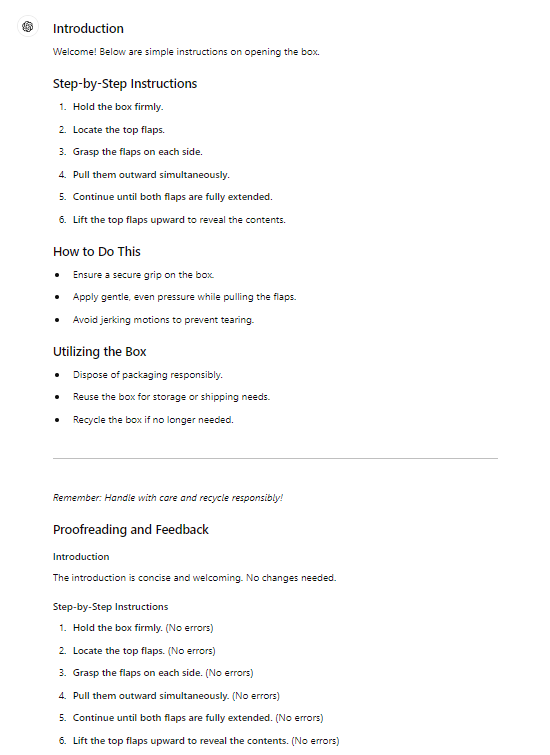 Introduction
Welcome! Below are simple instructions on opening the box.
Step-by-Step Instructions
1. Hold the box firmly.
2. Locate the top flaps.
3. Grasp the flaps on each side.
4. Pull them outward simultaneously.
5. Continue until both flaps are fully extended.
6. Lift the top flaps upward to reveal the contents.
How to Do This
• Ensure a secure grip on the box.
• Apply gentle, even pressure while pulling the flaps.
• Avoid jerking motions to prevent tearing.
Utilizing the Box
• Dispose of packaging responsibly.
• Reuse the box for storage or shipping needs.
• Recycle the box if no longer needed.
Remember: Handle with care and recycle responsibly!
Proofreading and Feedback
Introduction
The introduction is concise and welcoming. No changes needed.
Step-by-Step Instructions
1. Hold the box firmly. (No errors)
2. Locate the top flaps. (No errors)
3. Grasp the flaps on each side. (No errors)
4. Pull them outward simultaneously. (No errors)
5. Continue until both flaps are fully extended. (No errors)
6. Lift the top flaps upward to reveal the contents. (No errors)